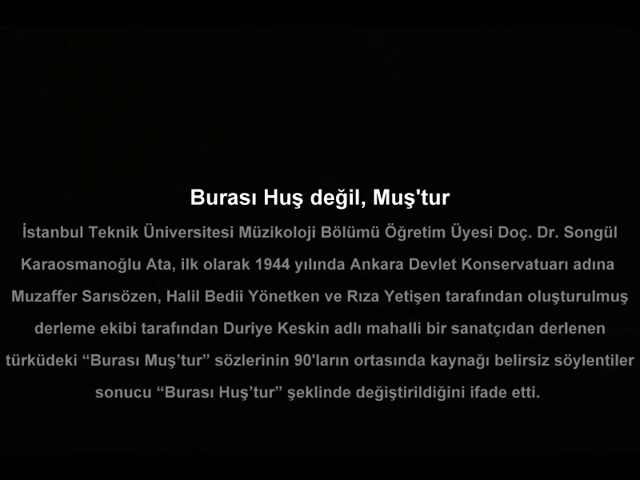 Burası Huş değil, Muş'tur
İstanbul Teknik Üniversitesi Müzikoloji Bölümü Öğretim Üyesi Doç. Dr. Songül
Karaosmanoğlu Ata, ilk olarak 1944 yılında Ankara Devlet Konservatuarı adına
Muzaffer Sarısözen, Halil Bedii Yönetken ve Rıza Yetişen tarafından oluşturulmuş
derleme ekibi tarafından Duriye Keskin adlı mahalli bir sanatçıdan derlenen
türküdeki “Burası Muş’tur” sözlerinin 90'ların ortasında kaynağı belirsiz söylentiler
sonucu “Burası Huş’tur” şeklinde değiştirildiğini ifade etti.